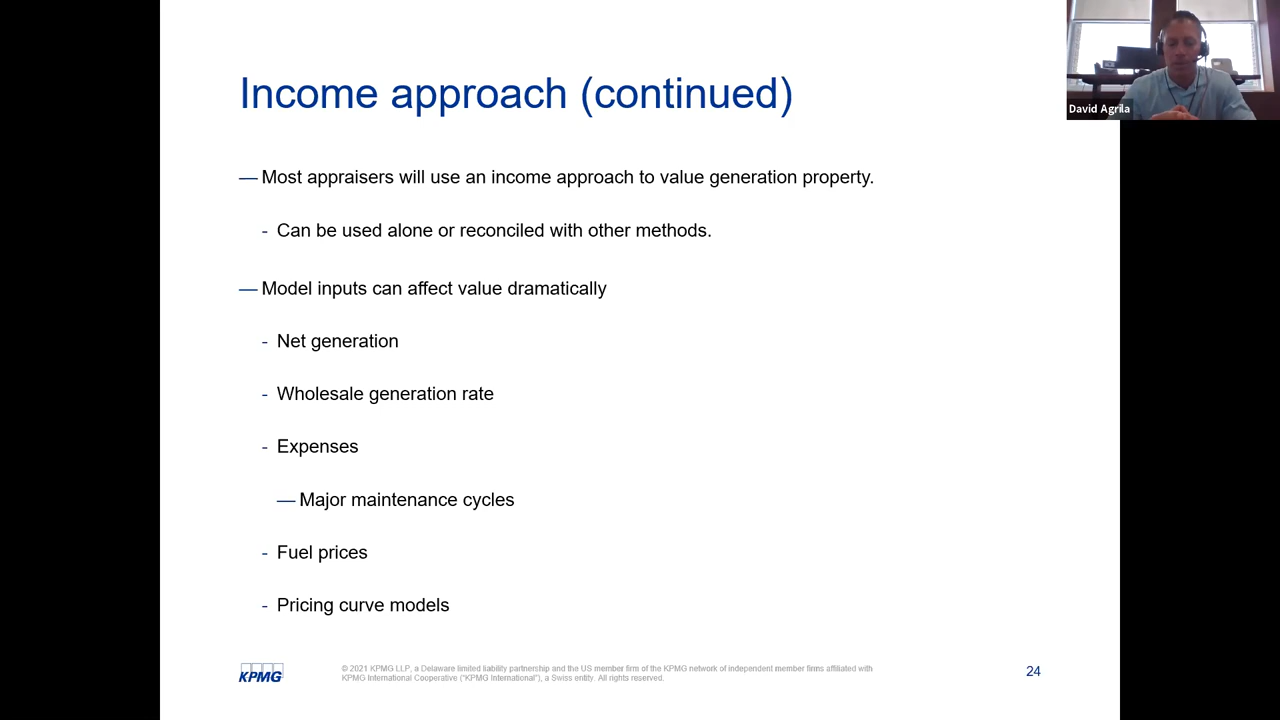 Income approach (continued)
David Agrila
— Most appraisers will use an income approach to value generation property.
- Can be used alone or reconciled with other methods.
— Model inputs can affect value dramatically
- Net generation
- Wholesale generation rate
- Expenses
— Major maintenance cycles
- Fuel prices
- Pricing curve models
KPMG
© 2021 KPMG LLP, a Delaware limited liability partnership and the US member firm of the KPMG network of independent member firms affiliated with
KPMG International Cooperative ("KPMG International"), a Swiss entity. All rights reserved.
24